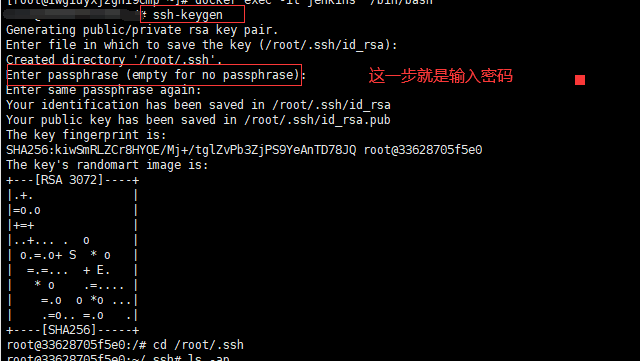 docker exec -it jenkins /bin/bash
# ssh-keygen
Generating public/private rsa key pair.
Enter file in which to save the key (/root/.ssh/id_rsa):
Created directory '/root/.ssh'.
Enter passphrase (empty for no passphrase): 这一步就是输入密码
Enter same passphrase again:
Your identification has been saved in /root/.ssh/id_rsa
Your public key has been saved in /root/.ssh/id_rsa.pub
The key fingerprint is:
SHA256:kiwSmRLZCr8HYOE/Mj+/tglZvPb3ZjPS9YeAnTD78JQ root@33628705f5e0
The key's randomart image is:
+---[RSA 3072]----+
|.+.              |
|=o.o             |
|+=+              |
|..+... .  o      |
| o.=.o+ S  * o   |
|  =.=...  + E.   |
|   * o    .=.... |
|    =.o  o *o ...|
|    .=o.. =.o   .|
+----[SHA256]-----+
root@33628705f5e0:/# cd /root/.ssh
root@33628705f5e0:~/.ssh# ls -an